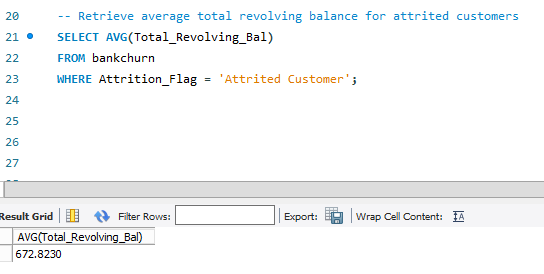 20 -- Retrieve average total revolving balance for attrited customers
21 SELECT AVG(Total_Revolving_Bal)
22 FROM bankchurn
23 WHERE Attrition_Flag = 'Attrited Customer';
24
25
26
27
Result Grid Filter Rows: Export: Wrap Cell Content: IA
AVG(Total_Revolving_Bal)
672.8230